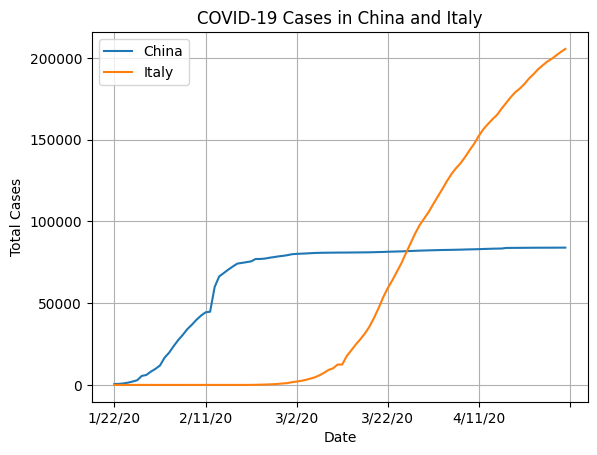 COVID-19 Cases in China and Italy
China
Italy
Total Cases
200000
150000
100000
50000
0
1/22/20
2/11/20
3/2/20
3/22/20
4/11/20
Date